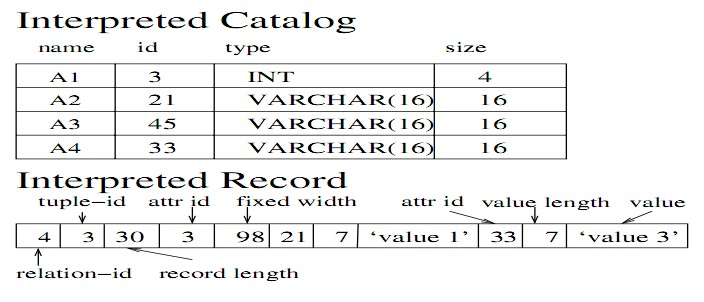 Interpreted Catalog
name id type size
A1 3 INT 4
A2 21 VARCHAR(16) 16
A3 45 VARCHAR(16) 16
A4 33 VARCHAR(16) 16
Interpreted Record
tuple-id attr id fixed width attr id value length value
4 3 30 3 98 21 7 'value 1' 33 7 'value 3'
relation-id record length